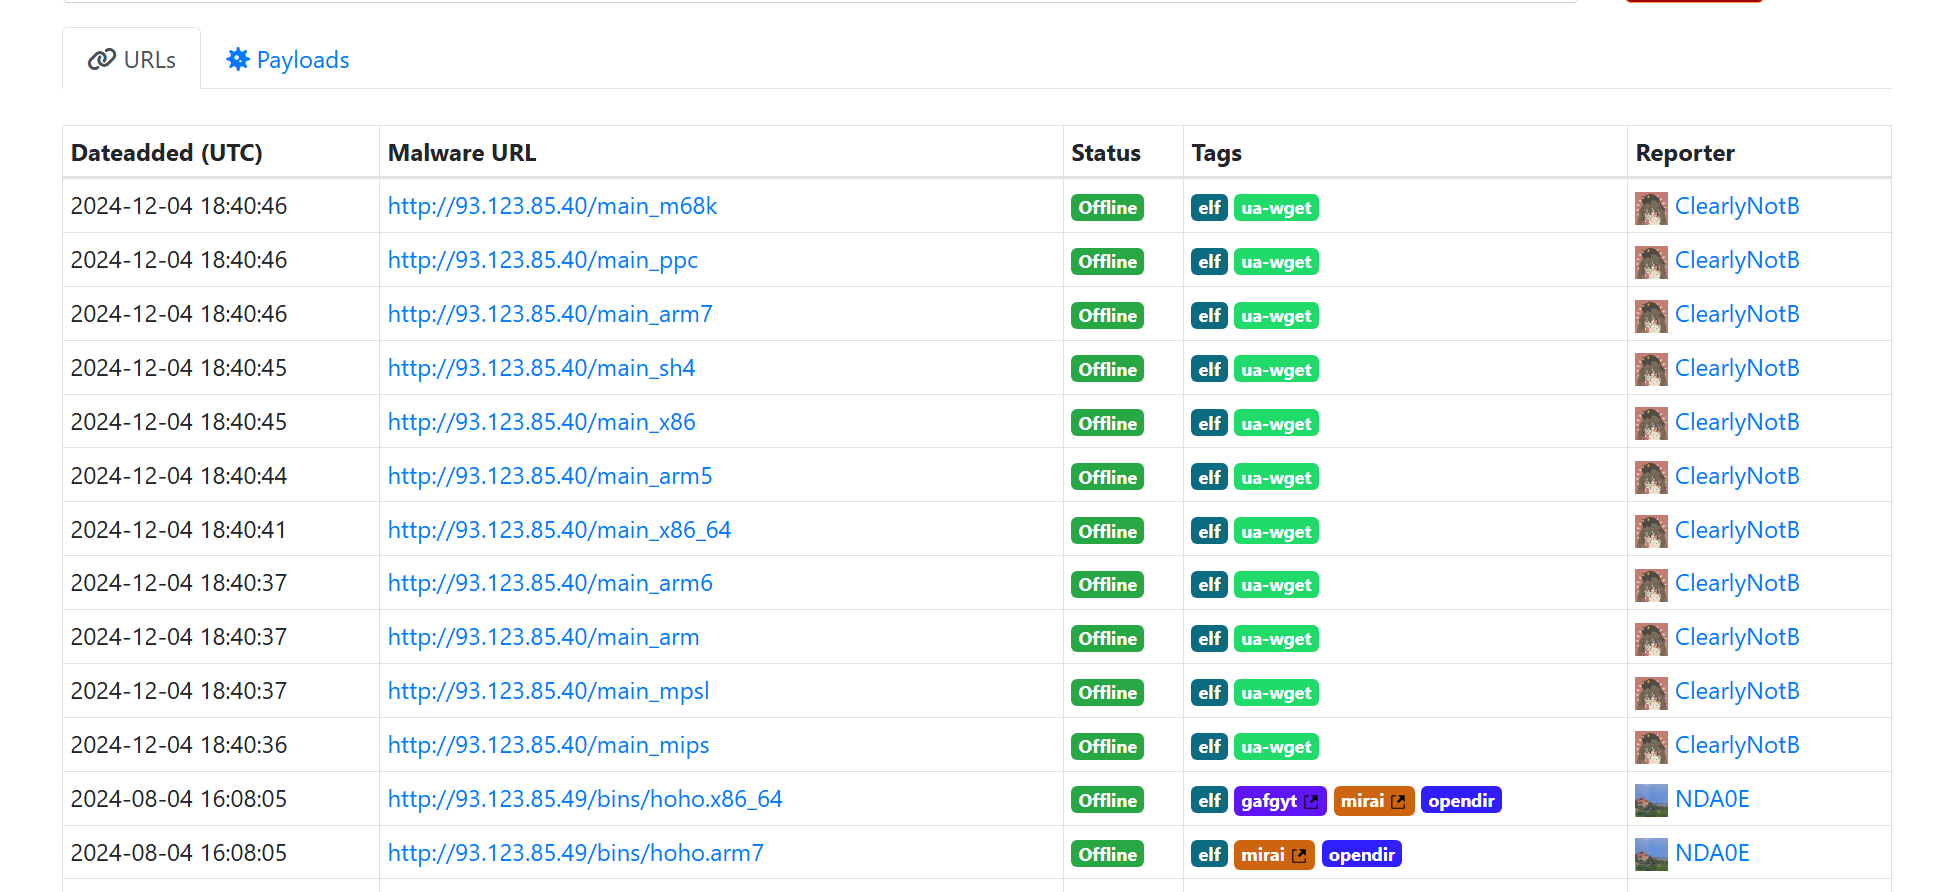 URLs Payloads
Dateadded (UTC) Malware URL Status Tags Reporter
2024-12-04 18:40:46 http://93.123.85.40/main_m68k Offline elf ua-wget ClearlyNotB
2024-12-04 18:40:46 http://93.123.85.40/main_ppc Offline elf ua-wget ClearlyNotB
2024-12-04 18:40:46 http://93.123.85.40/main_arm7 Offline elf ua-wget ClearlyNotB
2024-12-04 18:40:45 http://93.123.85.40/main_sh4 Offline elf ua-wget ClearlyNotB
2024-12-04 18:40:45 http://93.123.85.40/main_x86 Offline elf ua-wget ClearlyNotB
2024-12-04 18:40:44 http://93.123.85.40/main_arm5 Offline elf ua-wget ClearlyNotB
2024-12-04 18:40:41 http://93.123.85.40/main_x86_64 Offline elf ua-wget ClearlyNotB
2024-12-04 18:40:37 http://93.123.85.40/main_arm6 Offline elf ua-wget ClearlyNotB
2024-12-04 18:40:37 http://93.123.85.40/main_arm Offline elf ua-wget ClearlyNotB
2024-12-04 18:40:37 http://93.123.85.40/main_mpsl Offline elf ua-wget ClearlyNotB
2024-12-04 18:40:36 http://93.123.85.40/main_mips Offline elf ua-wget ClearlyNotB
2024-08-04 16:08:05 http://93.123.85.49/bins/hoho.x86_64 Offline elf gafgyt mirai opendir NDA0E
2024-08-04 16:08:05 http://93.123.85.49/bins/hoho.arm7 Offline elf mirai opendir NDA0E